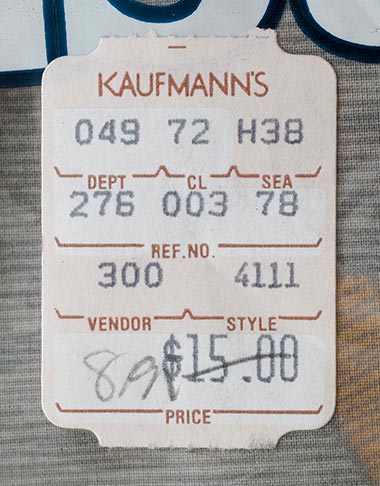 KAUFMANN'S
049 72 H38
DEPT CL SEA
276 003 78
REF.NO.
300 4111
VENDOR STYLE
$15.00
PRICE